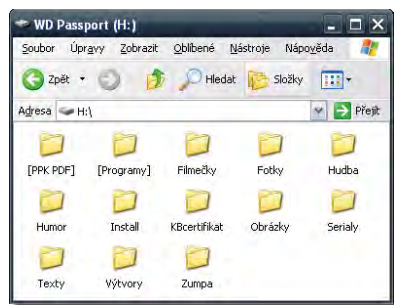 WD Passport (H:)
Soubor Úpravy Zobrazit Oblíbené Nástroje Nápověda
Zpět Hledat Složky
Adresa H:\ Přejít
[PPK PDF] [Programy] Filmečky Fotky Hudba
Humor Install KBcertifikat Obrázky Serialy
Texty Výtvory Zumpa